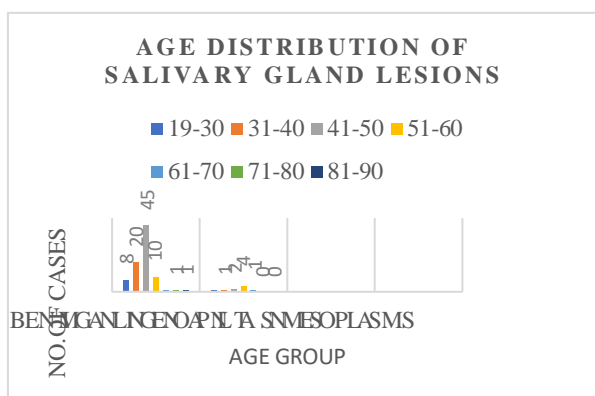 AGE DISTRIBUTION OF
SALIVARY GLAND LESIONS
19-30 31-40 41-50 51-60
61-70 71-80 81-90
NO.OF CASES
8 20 45 10 1 1 1 2 4 1 0 0
AGE GROUP